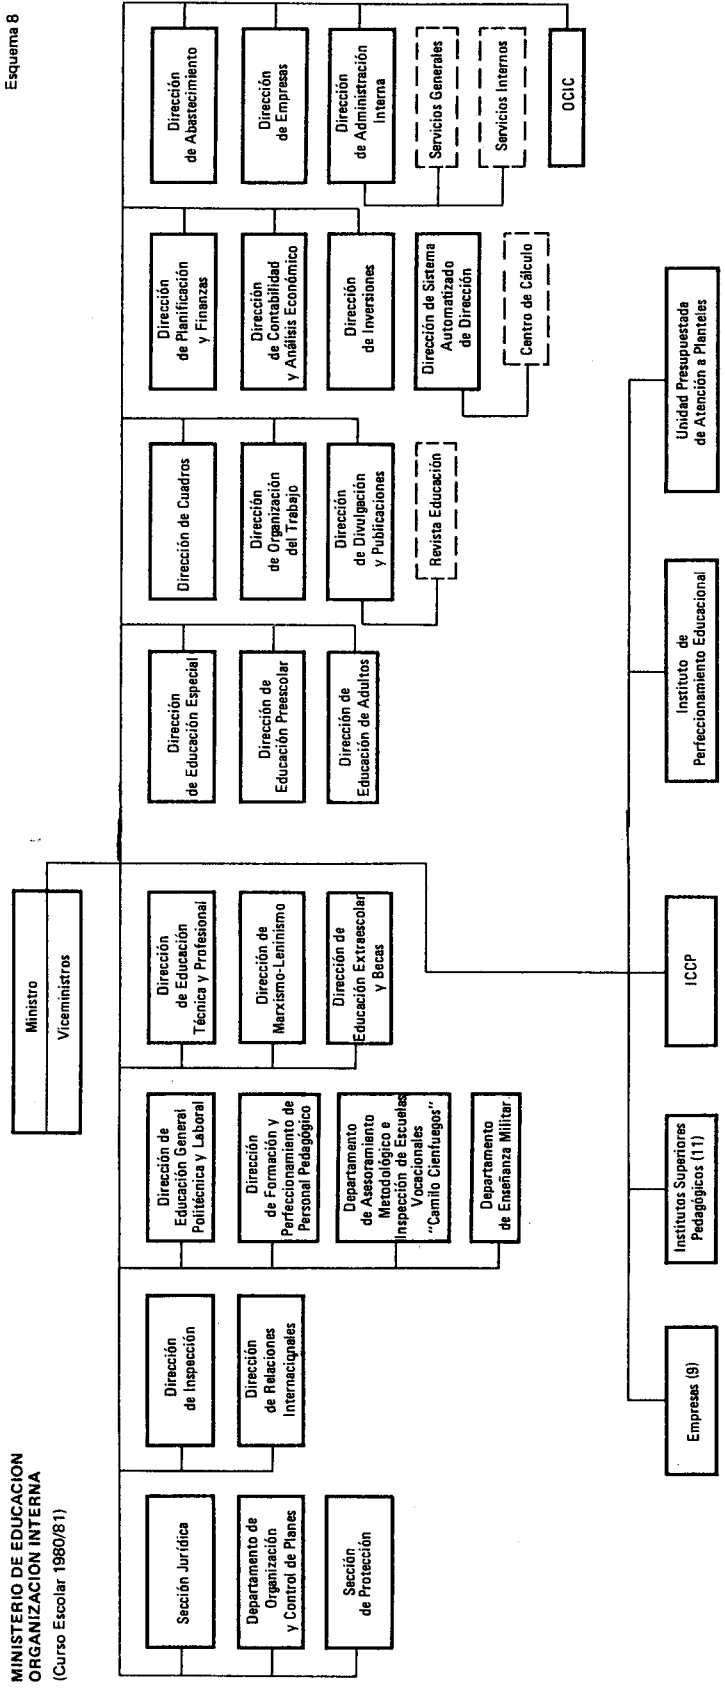 Esquema 8
MINISTERIO DE EDUCACION
ORGANIZACION INTERNA
(Curso Escolar 1980/81)
Ministro
Viceministros
Sección Jurídica
Departamento de
Organización
y Control de Planes
Sección
de Protección
Dirección
de Inspección
Dirección
de Relaciones
Internacionales
Dirección de
Educación General
Politécnica y Laboral
Dirección
de Formación y
Perfeccionamiento de
Personal Pedagógico
Departamento
de Asesoramiento
Metodológico e
Inspección de Escuelas
Vocacionales
"Camilo Cienfuegos"
Departamento
de Enseñanza Militar
Dirección
de Educación
Técnica y Profesional
Dirección de
Marxismo-Leninismo
Dirección de
Educación Extraescolar
y Becas
Dirección
de Educación Especial
Dirección de
Educación Preescolar
Dirección de
Educación de Adultos
Dirección de Cuadros
Dirección
de Organización
del Trabajo
Dirección
de Divulgación
y Publicaciones
Revista Educación
Dirección
de Planificación
y Finanzas
Dirección
de Contabilidad
y Análisis Económico
Dirección
de Inversiones
Dirección de Sistema
Automatizado
de Dirección
Centro de Cálculo
Dirección
de Abastecimiento
Dirección
de Empresas
Dirección
de Administración
Interna
Servicios Generales
Servicios Internos
OCIC
Empreses (9)
Institutos Superiores
Pedagógicos (11)
ICCP
Instituto de
Perfeccionamiento Educacional
Unidad Presupuestada
de Atención a Planteles